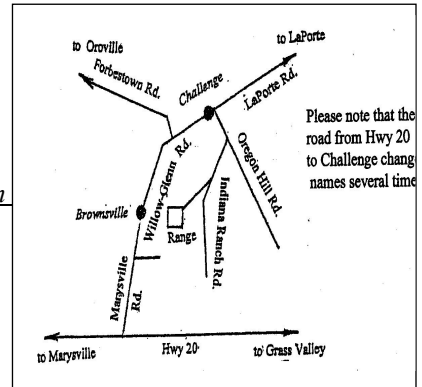 to Oroville
to LaPorte
Forbestown Rd.
Challenge
LaPorte Rd.
Please note that the
road from Hwy 20
to Challenge chang
names several time
Oregon Hill Rd.
Willow-Glenn Rd.
Indiana Ranch Rd.
Brownsville
Range
Marysville
Rd.
to Marysville
Hwy 20
to Grass Valley